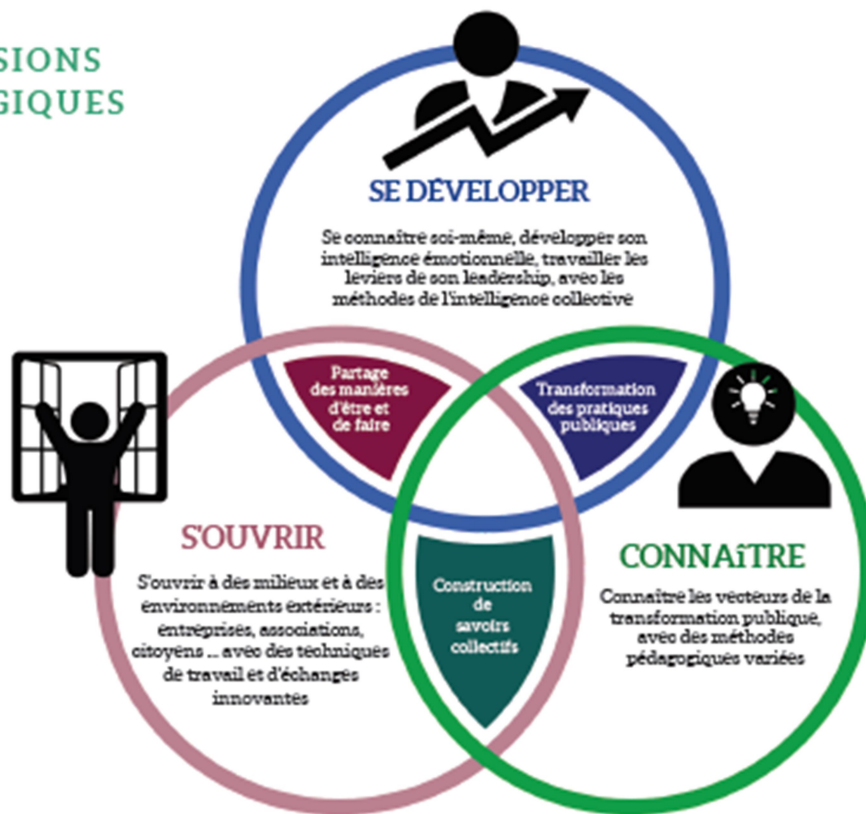 SIONS
GIQUES
SE DÉVELOPPER
Se connaître soi-même, développer son
intelligence émotionnelle, travailler les
leviers de son leadership, avec les
méthodes de l'intelligence collective
Partage
des manières
d'être et
de faire
Transformation
des pratiques
publiques
S'OUVRIR
S'ouvrir à des milieux et à des
environnements extérieurs :
entreprises, associations,
citoyens ... avec des techniques
de travail et d'échanges
innovantes
Construction
de
savoirs
collectifs
CONNAîTRE
Connaître les vecteurs de la
transformation publique,
avec des méthodes
pédagogiques variées